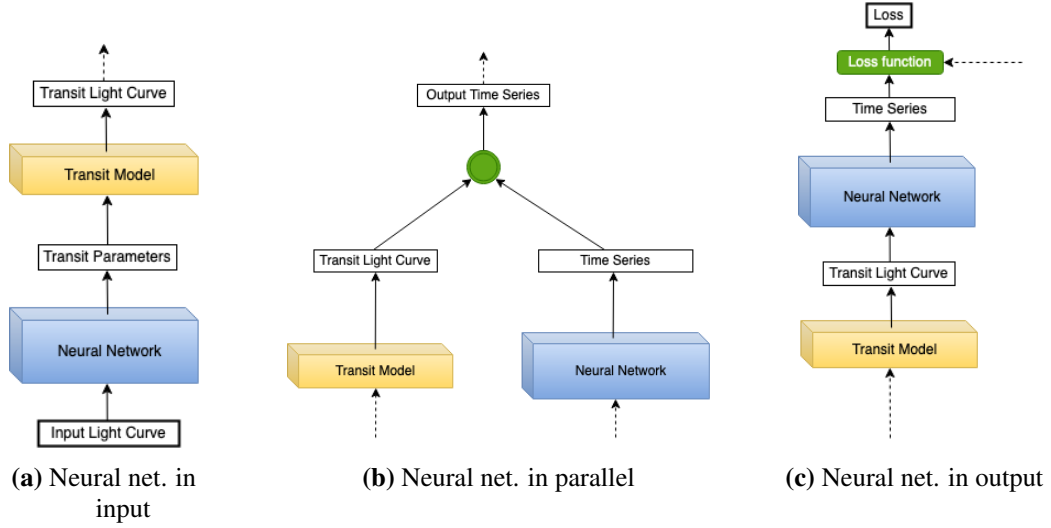 Transit Light Curve
Transit Model
Transit Parameters
Neural Network
Input Light Curve
(a) Neural net. in
input
Output Time Series
Transit Light Curve
Time Series
Transit Model
Neural Network
(b) Neural net. in parallel
Loss
Loss function
Time Series
Neural Network
Transit Light Curve
Transit Model
(c) Neural net. in output